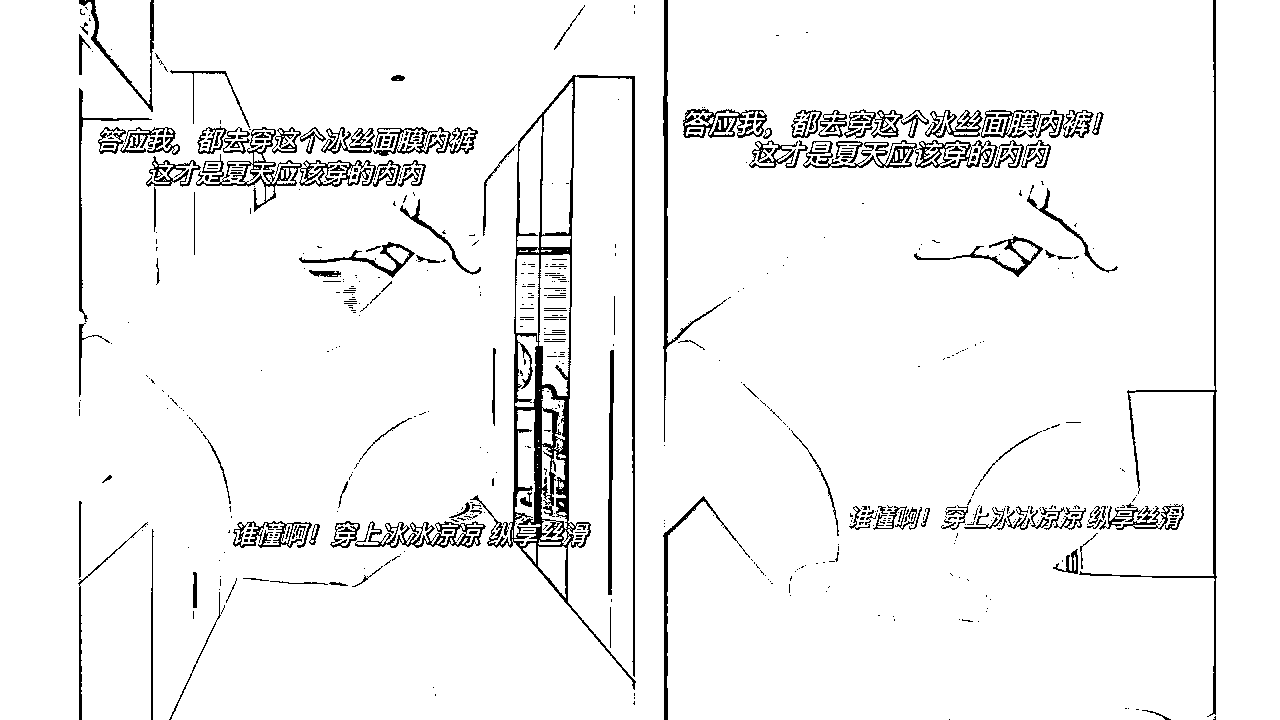 答应我，都去穿这个冰丝面膜内裤
这才是夏天应该穿的内内
谁懂啊！穿上冰冰凉凉 纵享丝滑
答应我，都去穿这个冰丝面膜内裤！
这才是夏天应该穿的内内
谁懂啊！穿上冰冰凉凉 纵享丝滑